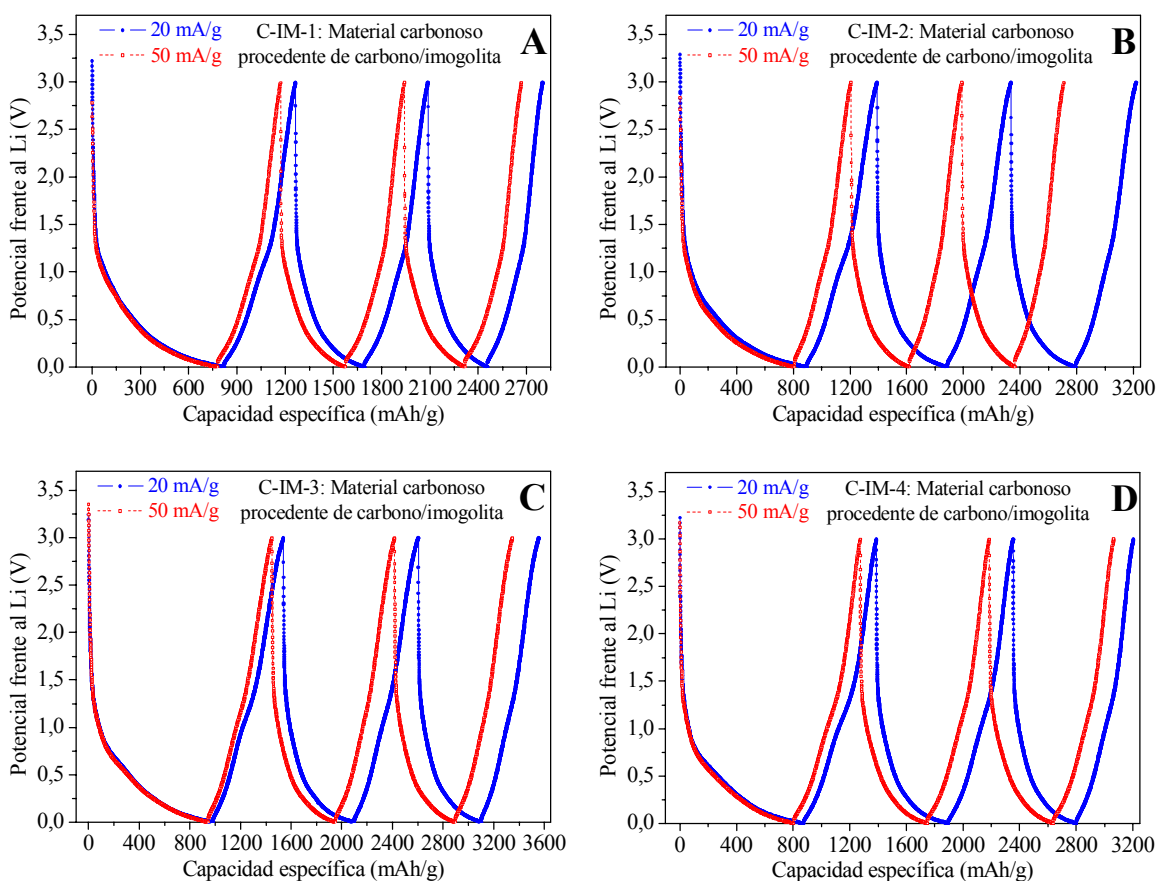 20 mA/g
50 mA/g
C-IM-1: Material carbonoso
procedente de carbono/imogolita
A
3,5
3,0
2,5
2,0
1,5
1,0
0,5
0,0
Potencial frente al Li (V)
0 300 600 900 1200 1500 1800 2100 2400 2700
Capacidad específica (mAh/g)
20 mA/g
50 mA/g
C-IM-2: Material carbonoso
procedente de carbono/imogolita
B
3,5
3,0
2,5
2,0
1,5
1,0
0,5
0,0
Potencial frente al Li (V)
0 400 800 1200 1600 2000 2400 2800 3200
Capacidad específica (mAh/g)
20 mA/g
50 mA/g
C-IM-3: Material carbonoso
procedente de carbono/imogolita
C
3,5
3,0
2,5
2,0
1,5
1,0
0,5
0,0
Potencial frente al Li (V)
0 400 800 1200 1600 2000 2400 2800 3200 3600
Capacidad específica (mAh/g)
20 mA/g
50 mA/g
C-IM-4: Material carbonoso
procedente de carbono/imogolita
D
3,5
3,0
2,5
2,0
1,5
1,0
0,5
0,0
Potencial frente al Li (V)
0 400 800 1200 1600 2000 2400 2800 3200
Capacidad específica (mAh/g)